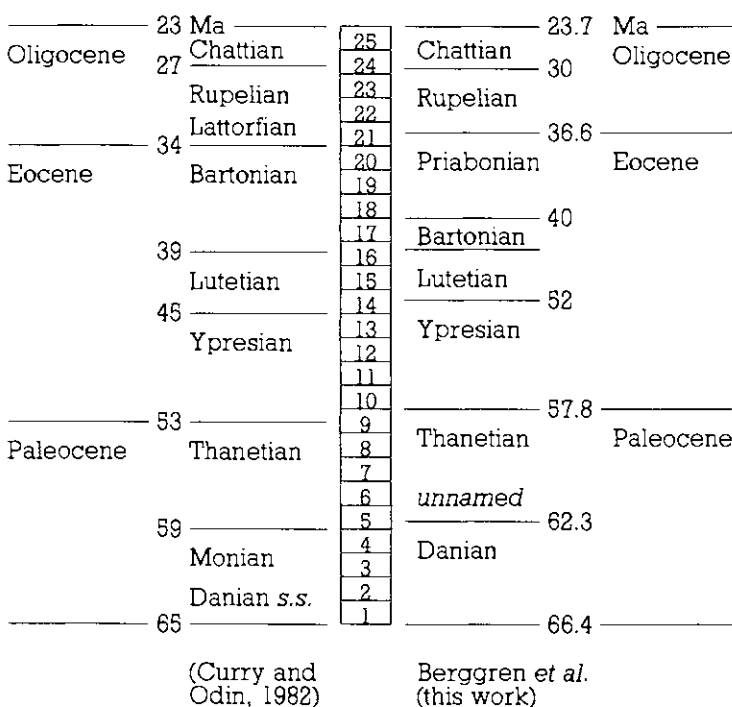 23 Ma 25 23.7 Ma
Oligocene Chattian Chattian Oligocene
27 24 30
Rupelian 23 Rupelian
22
Lattorfian
21 36.6
34
Eocene Bartonian 20 Priabonian Eocene
19
18 40
17 Bartonian
39 16
Lutetian 15 Lutetian
14 52
45
Ypresian 13 Ypresian
12
11
10 57.8
53 9
Paleocene Thanetian 8 Thanetian Paleocene
7
6 unnamed
5 62.3
59
Monian 4 Danian
3
Danian s.s. 2
1
65 66.4
(Curry and Berggren et al.
Odin, 1982) (this work)